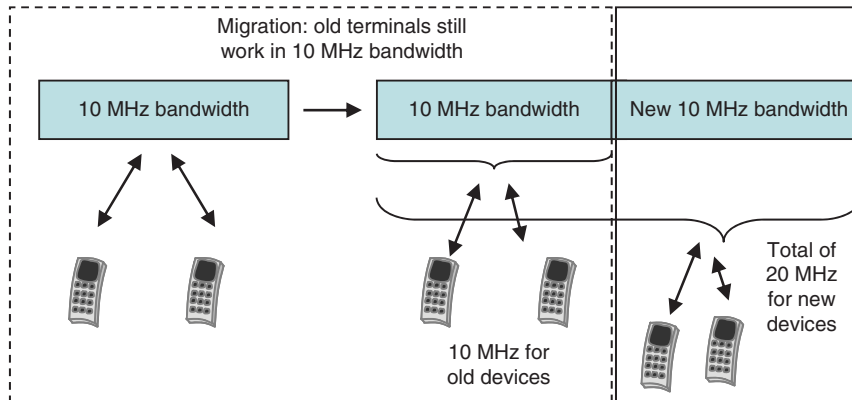 Migration: old terminals still
work in 10 MHz bandwidth
10 MHz bandwidth
10 MHz bandwidth
New 10 MHz bandwidth
Total of
20 MHz
for new
devices
10 MHz for
old devices